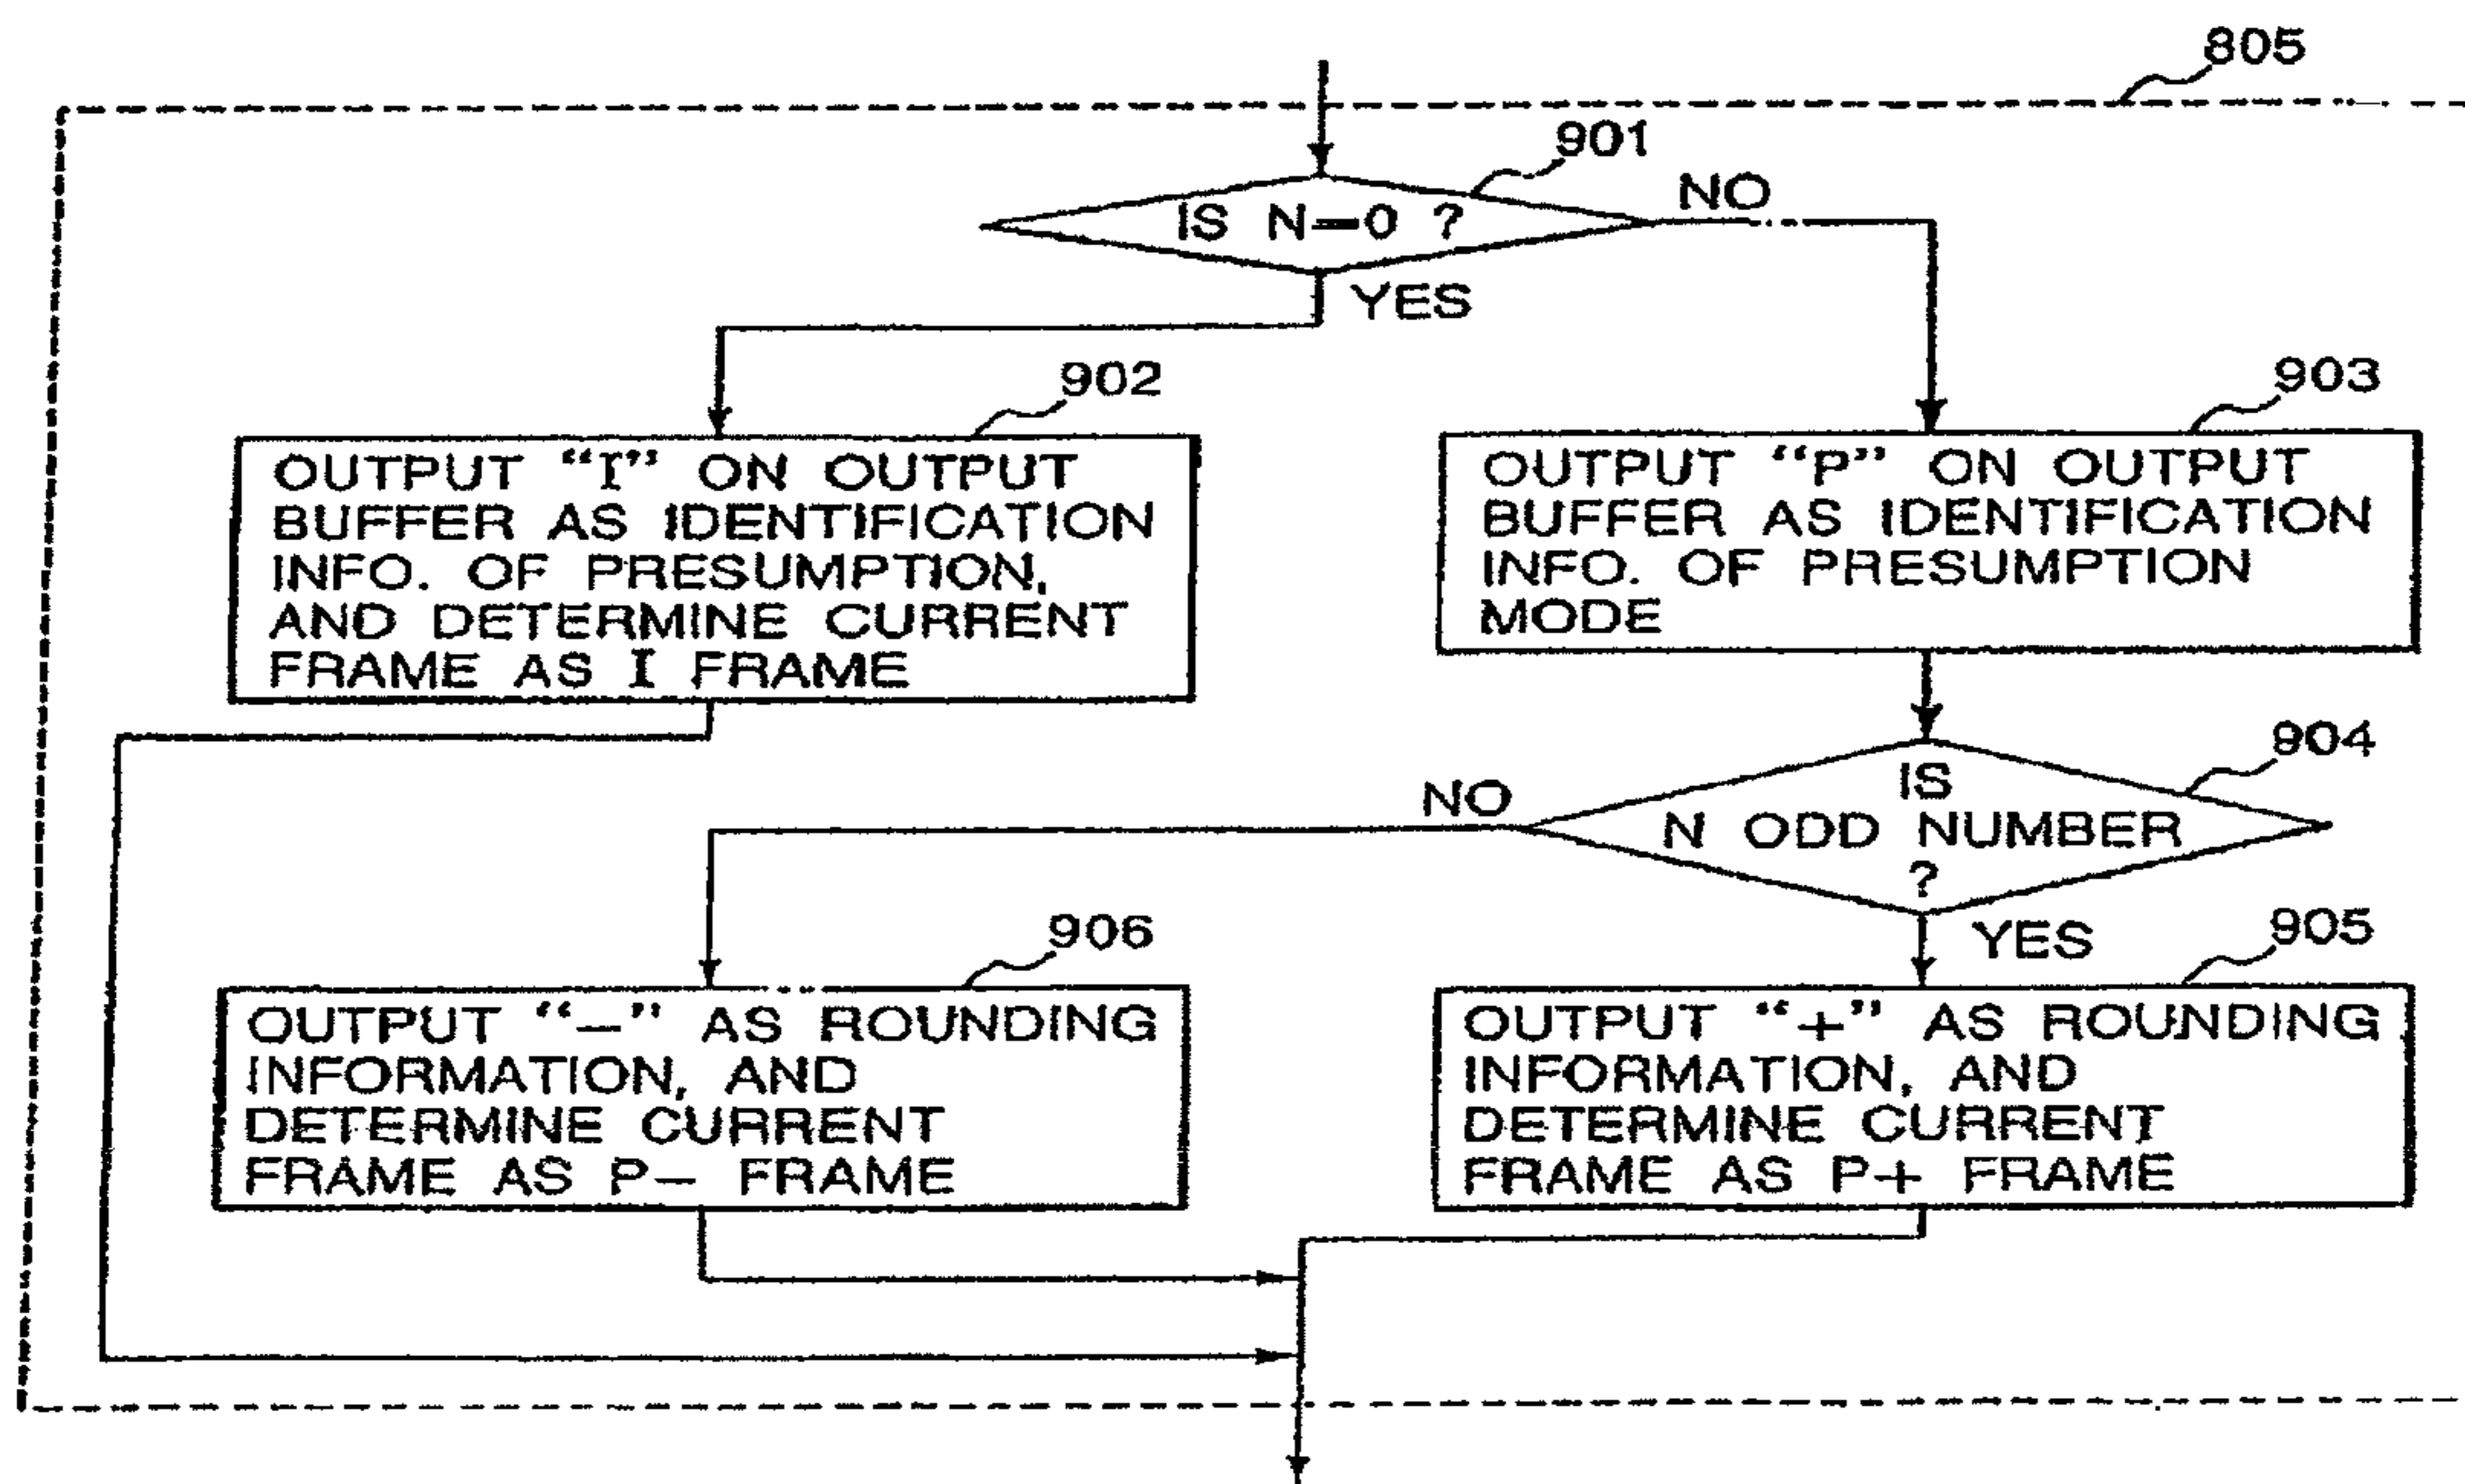 805
901
IS N=0 ?
NO
YES
902
OUTPUT “I” ON OUTPUT
BUFFER AS IDENTIFICATION
INFO. OF PRESUMPTION,
AND DETERMINE CURRENT
FRAME AS I FRAME
903
OUTPUT “P” ON OUTPUT
BUFFER AS IDENTIFICATION
INFO. OF PRESUMPTION
MODE
904
IS
N ODD NUMBER
?
NO
YES
906
OUTPUT “−” AS ROUNDING
INFORMATION, AND
DETERMINE CURRENT
FRAME AS P− FRAME
905
OUTPUT “+” AS ROUNDING
INFORMATION, AND
DETERMINE CURRENT
FRAME AS P+ FRAME